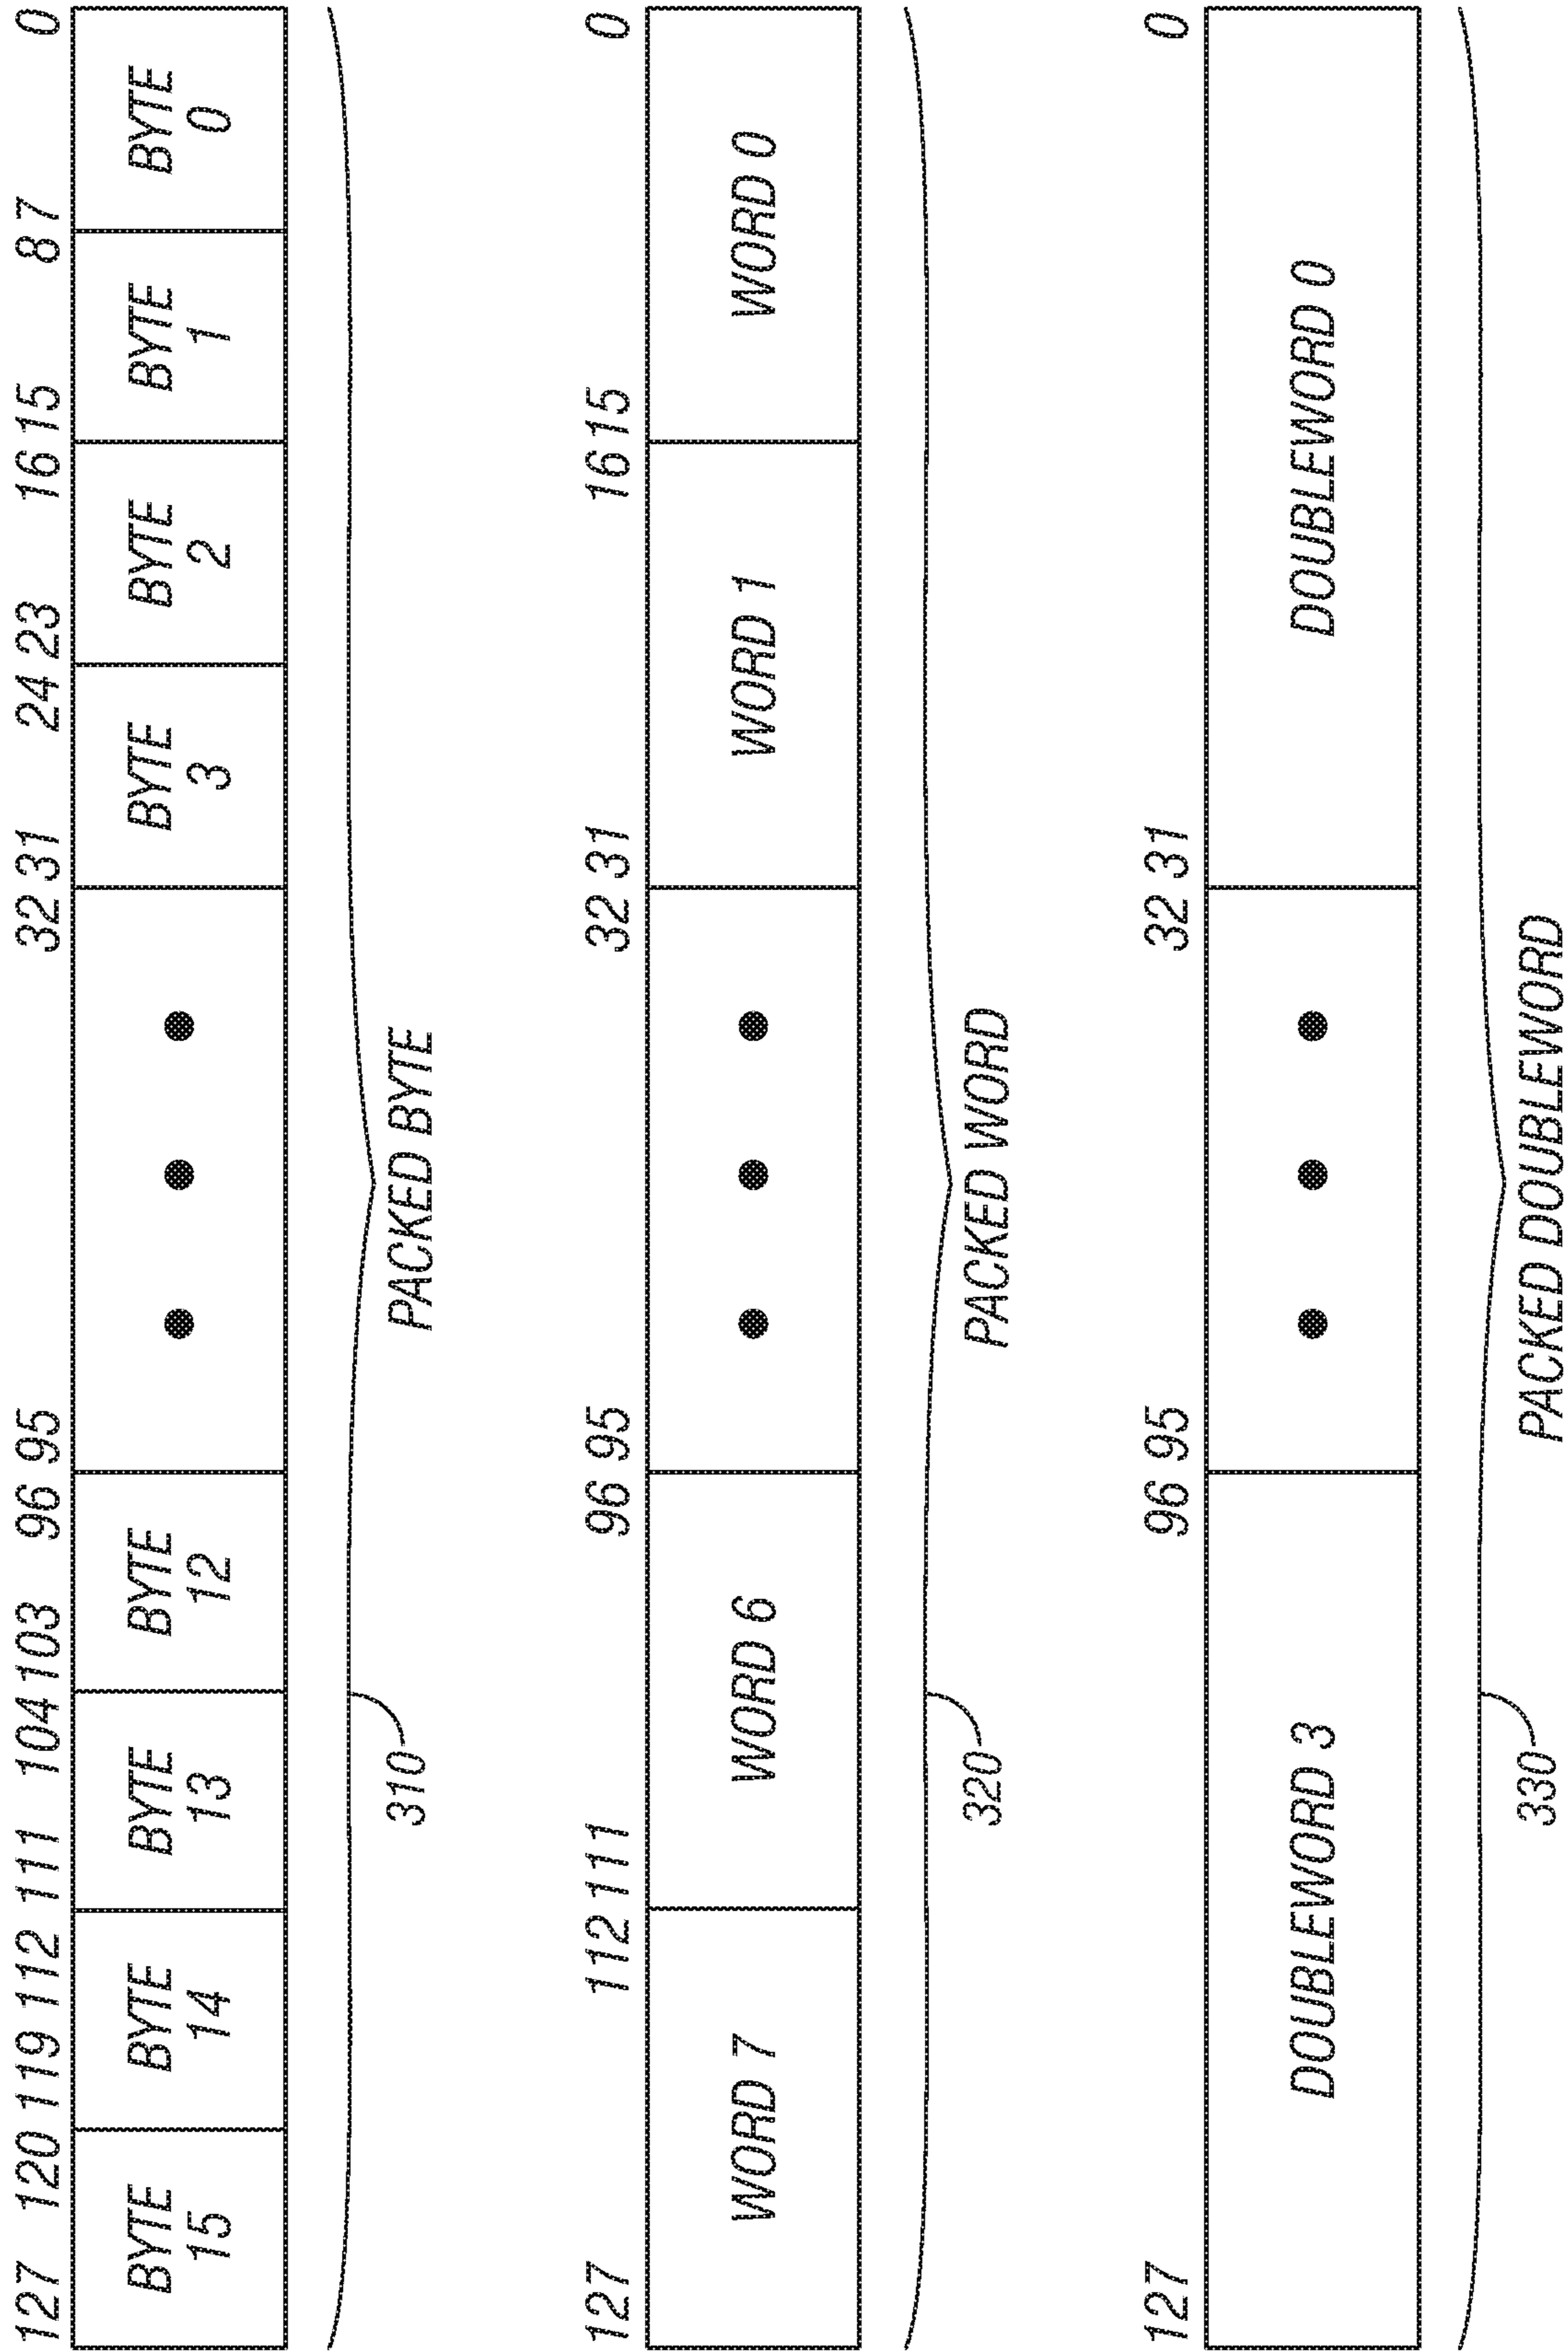 127 120 119 112 111 104 103 96 95 32 31 24 23 16 15 8 7 0
BYTE 15 BYTE 14 BYTE 13 BYTE 12 BYTE 3 BYTE 2 BYTE 1 BYTE 0
310
PACKED BYTE
127 112 111 96 95 32 31 16 15 0
WORD 7 WORD 6 WORD 1 WORD 0
320
PACKED WORD
127 96 95 32 31 0
DOUBLEWORD 3 DOUBLEWORD 0
330
PACKED DOUBLEWORD